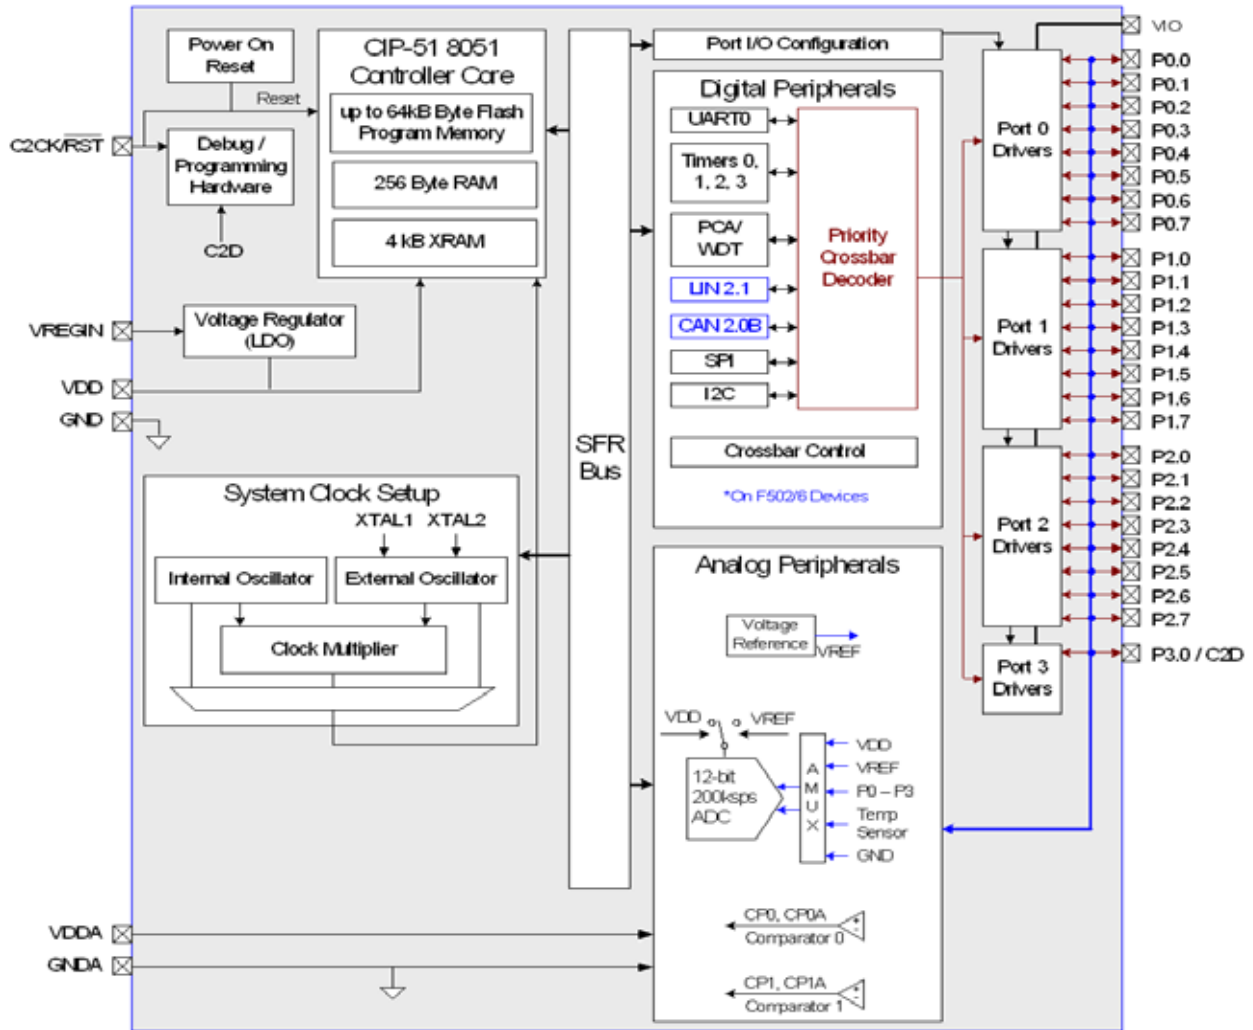 Power On
Reset
Reset
C2CK/RST
Debug /
Programming
Hardware
C2D
CIP-51 8051
Controller Core
up to 64kB Byte Flash
Program Memory
256 Byte RAM
4 kB XRAM
VREGIN
Voltage Regulator
(LDO)
VDD
GND
System Clock Setup
XTAL1
XTAL2
Internal Oscillator
External Oscillator
Clock Multiplier
VDDA
GNDA
SFR
Bus
Port I/O Configuration
Digital Peripherals
UART0
Timers 0,
1, 2, 3
PCA/
WDT
LIN 2.1
CAN 2.0B
SPI
I2C
Priority
Crossbar
Decoder
Crossbar Control
*On F502/6 Devices
Analog Peripherals
Voltage
Reference
VREF
VDD
VREF
12-bit
200ksps
ADC
A
M
U
X
VDD
VREF
P0 – P3
Temp
Sensor
GND
CP0, CP0A
Comparator 0
CP1, CP1A
Comparator 1
Port 0
Drivers
Port 1
Drivers
Port 2
Drivers
Port 3
Drivers
VIO
P0.0
P0.1
P0.2
P0.3
P0.4
P0.5
P0.6
P0.7
P1.0
P1.1
P1.2
P1.3
P1.4
P1.5
P1.6
P1.7
P2.0
P2.1
P2.2
P2.3
P2.4
P2.5
P2.6
P2.7
P3.0 / C2D